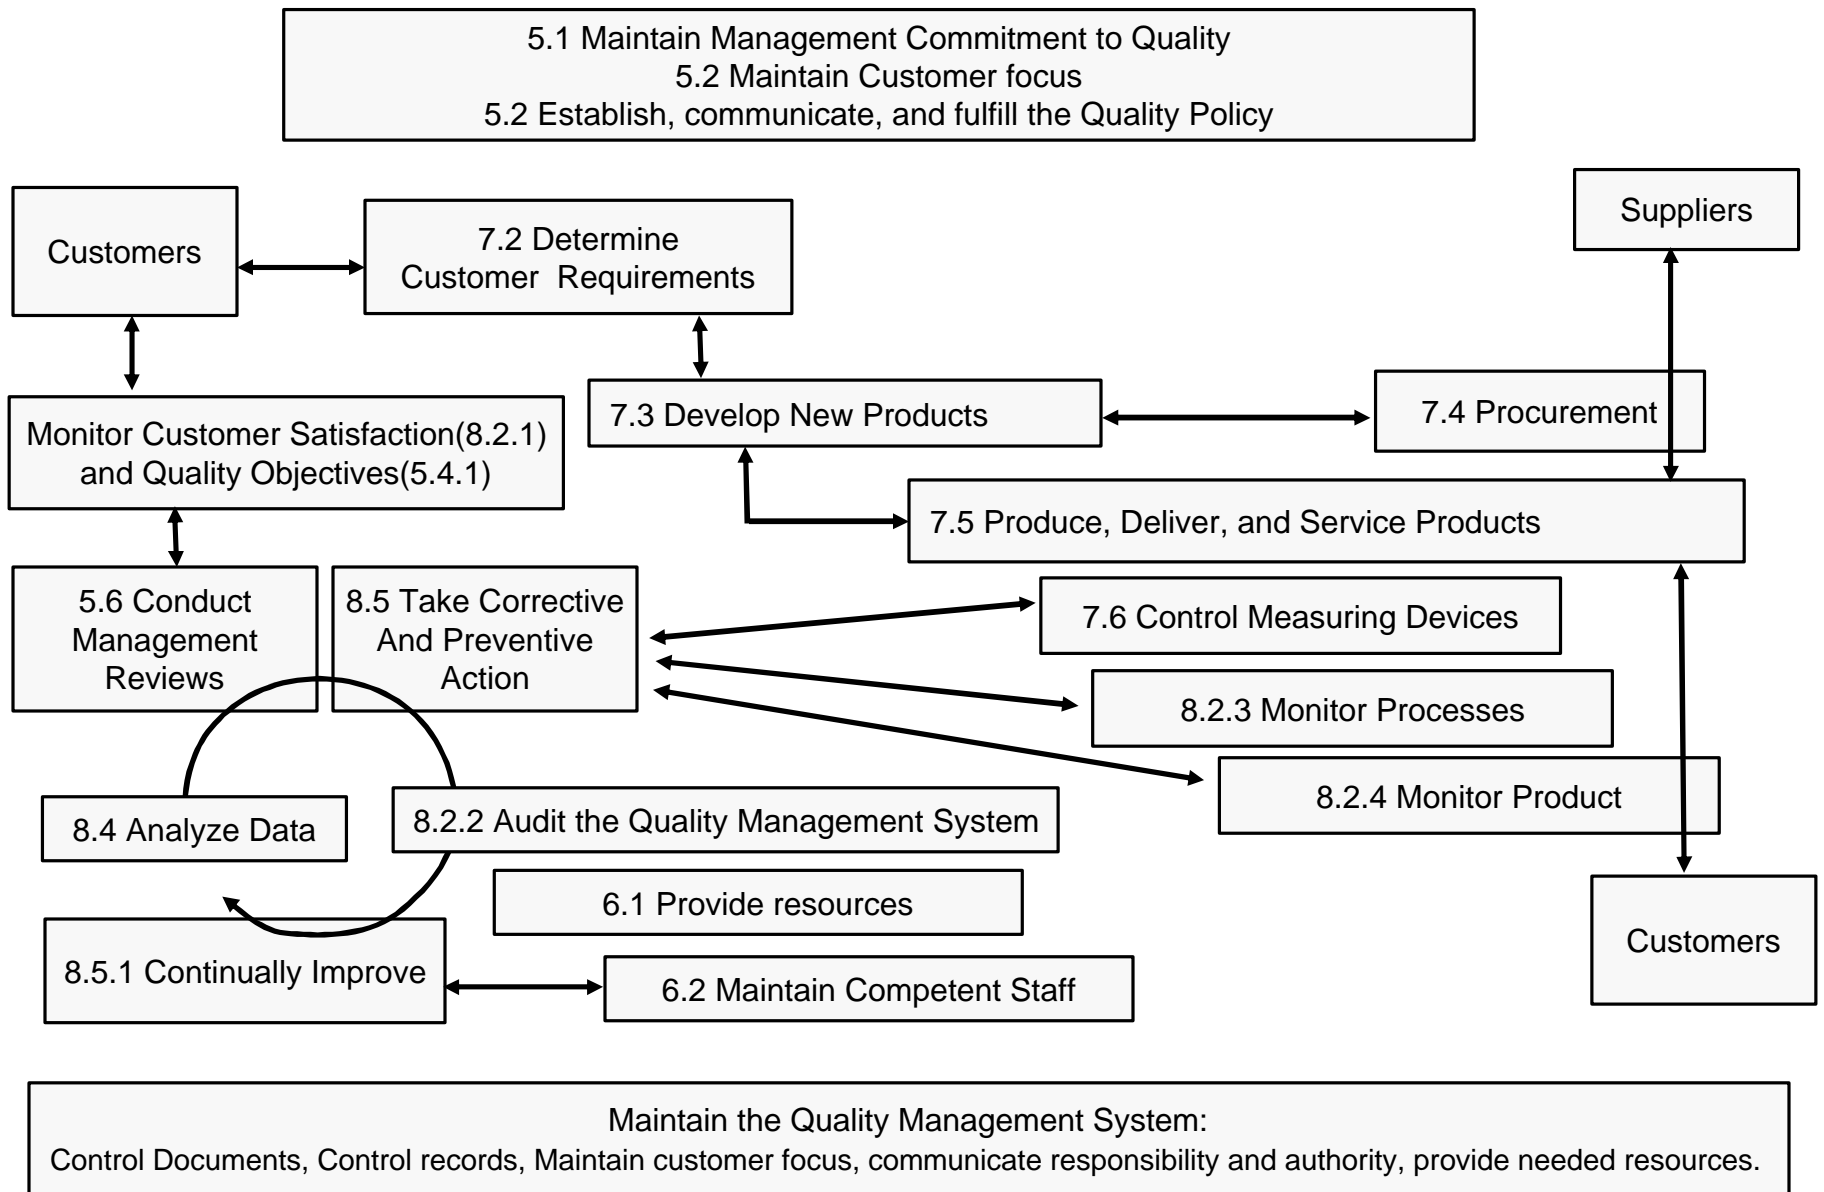 5.1 Maintain Management Commitment to Quality
5.2 Maintain Customer focus
5.2 Establish, communicate, and fulfill the Quality Policy
Customers
7.2 Determine
Customer  Requirements
Suppliers
Monitor Customer Satisfaction(8.2.1)
and Quality Objectives(5.4.1)
7.3 Develop New Products
7.4 Procurement
7.5 Produce, Deliver, and Service Products
5.6 Conduct
Management
Reviews
8.5 Take Corrective
And Preventive
Action
7.6 Control Measuring Devices
8.2.3 Monitor Processes
8.2.4 Monitor Product
8.4 Analyze Data
8.2.2 Audit the Quality Management System
6.1 Provide resources
8.5.1 Continually Improve
6.2 Maintain Competent Staff
Customers
Maintain the Quality Management System:
Control Documents, Control records, Maintain customer focus, communicate responsibility and authority, provide needed resources.